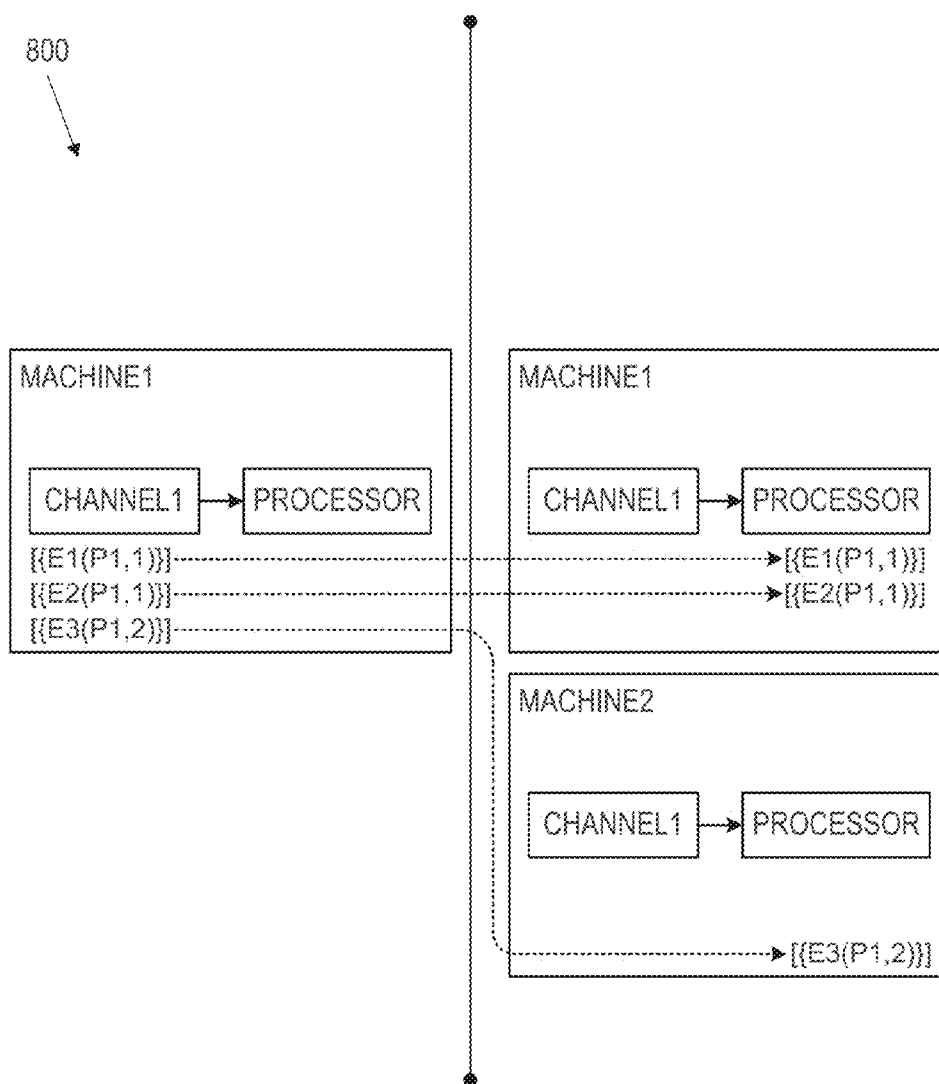 800
MACHINE1
CHANNEL1 PROCESSOR
[{E1(P1,1)}]
[{E2(P1,1)}]
[{E3(P1,2)}]
MACHINE1
CHANNEL1 PROCESSOR
[{E1(P1,1)}]
[{E2(P1,1)}]
MACHINE2
CHANNEL1 PROCESSOR
[{E3(P1,2)}]